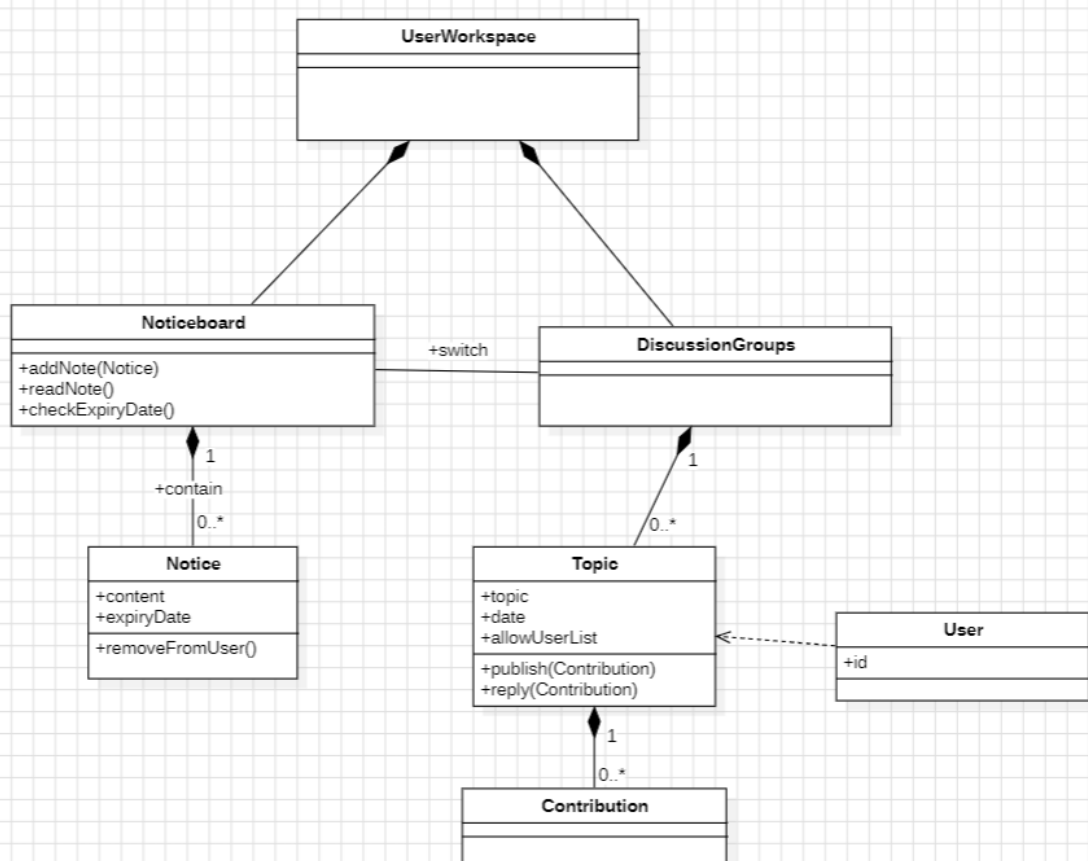 UserWorkspace
Noticeboard
+addNote(Notice)
+readNote()
+checkExpiryDate()
+switch
DiscussionGroups
1
+contain
0..*
1
0..*
Notice
+content
+expiryDate
+removeFromUser()
Topic
+topic
+date
+allowUserList
+publish(Contribution)
+reply(Contribution)
User
+id
1
0..*
Contribution